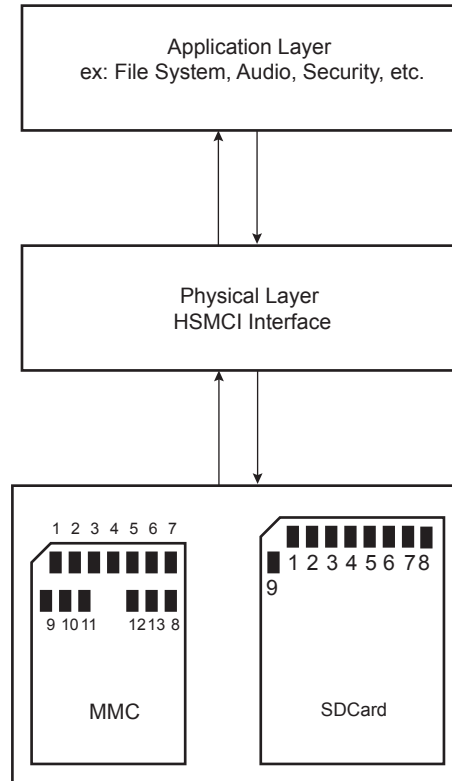 Application Layer
ex: File System, Audio, Security, etc.
Physical Layer
HSMCI Interface
1 2 3 4 5 6 7
9 10 11 12 13 8
MMC
1 2 3 4 5 6 7 8
9
SDCard